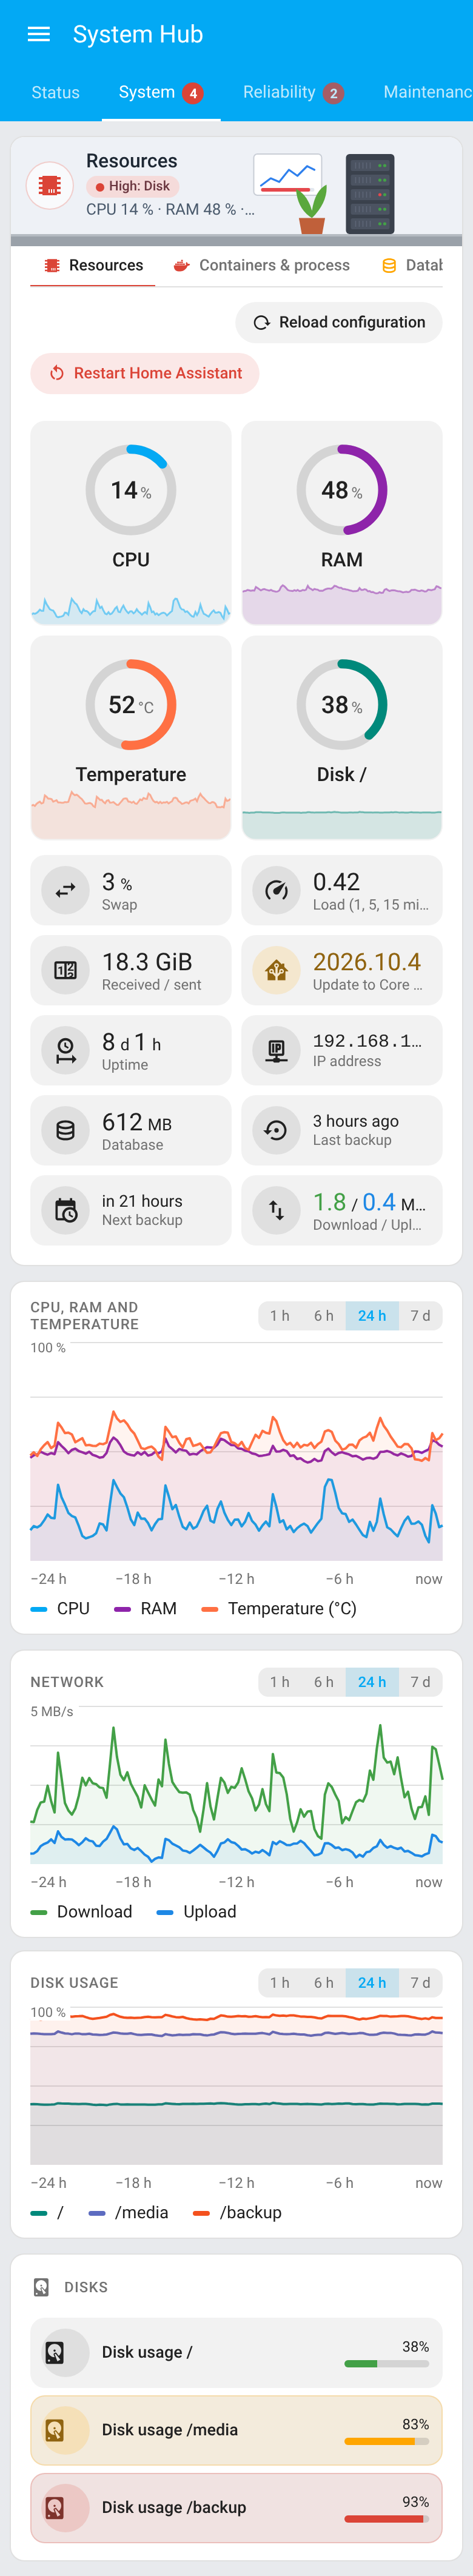 System Hub
Status
System 4
Reliability 2
Maintenanc
Resources
High: Disk
CPU 14 % · RAM 48 % ·...
Resources
Containers & process
Datab
Reload configuration
Restart Home Assistant
14 %
CPU
48 %
RAM
52 °C
Temperature
38 %
Disk /
3 %
Swap
0.42
Load (1, 5, 15 mi...
18.3 GiB
Received / sent
2026.10.4
Update to Core ...
8 d 1 h
Uptime
IP
192.168.1...
IP address
612 MB
Database
3 hours ago
Last backup
in 21 hours
Next backup
1.8 / 0.4 M...
Download / Upl...
CPU, RAM AND
TEMPERATURE
1 h 6 h 24 h 7 d
100 %
−24 h −18 h −12 h −6 h now
CPU RAM Temperature (°C)
NETWORK
1 h 6 h 24 h 7 d
5 MB/s
−24 h −18 h −12 h −6 h now
Download Upload
DISK USAGE
1 h 6 h 24 h 7 d
100 %
−24 h −18 h −12 h −6 h now
/ /media /backup
DISKS
Disk usage /
38%
Disk usage /media
83%
Disk usage /backup
93%